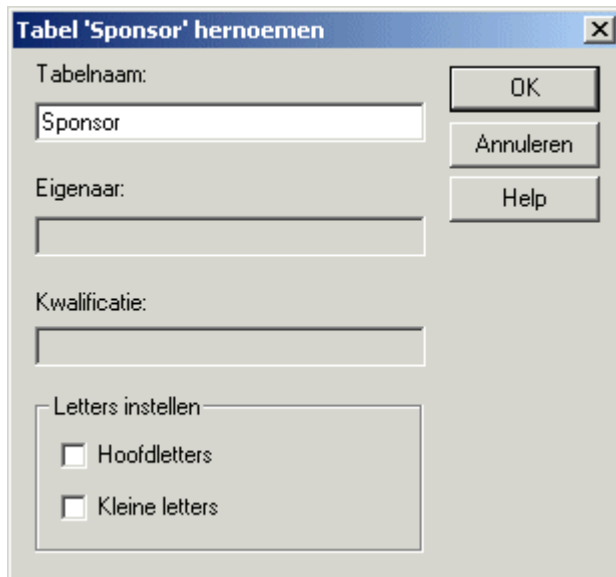 Tabel 'Sponsor' hernoemen
Tabelnaam:
Sponsor
OK
Annuleren
Help
Eigenaar:
Kwalificatie:
Letters instellen
Hoofdletters
Kleine letters